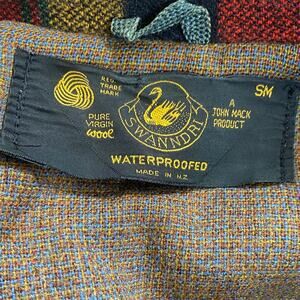 REG.
TRADE
MARK
PURE
VIRGIN
wool
SWANNDRI
SM
A
JOHN MACK
PRODUCT
WATERPROOFED
MADE IN N.Z